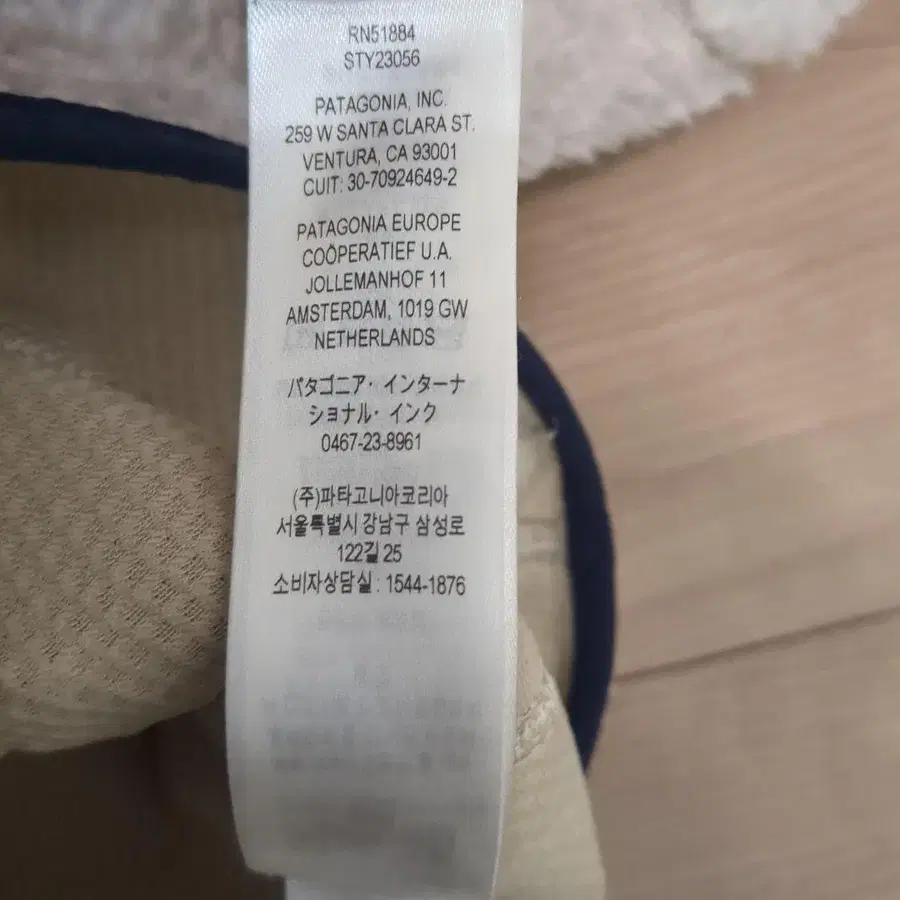 RN51884
STY23056
PATAGONIA, INC.
259 W SANTA CLARA ST.
VENTURA, CA 93001
CUIT: 30-70924649-2
PATAGONIA EUROPE
COÖPERATIEF U.A.
JOLLEMANHOF 11
AMSTERDAM, 1019 GW
NETHERLANDS
パタゴニア・インターナ
ショナル・インク
0467-23-8961
(주)파타고니아코리아
서울특별시 강남구 삼성로
122길 25
소비자상담실 : 1544-1876